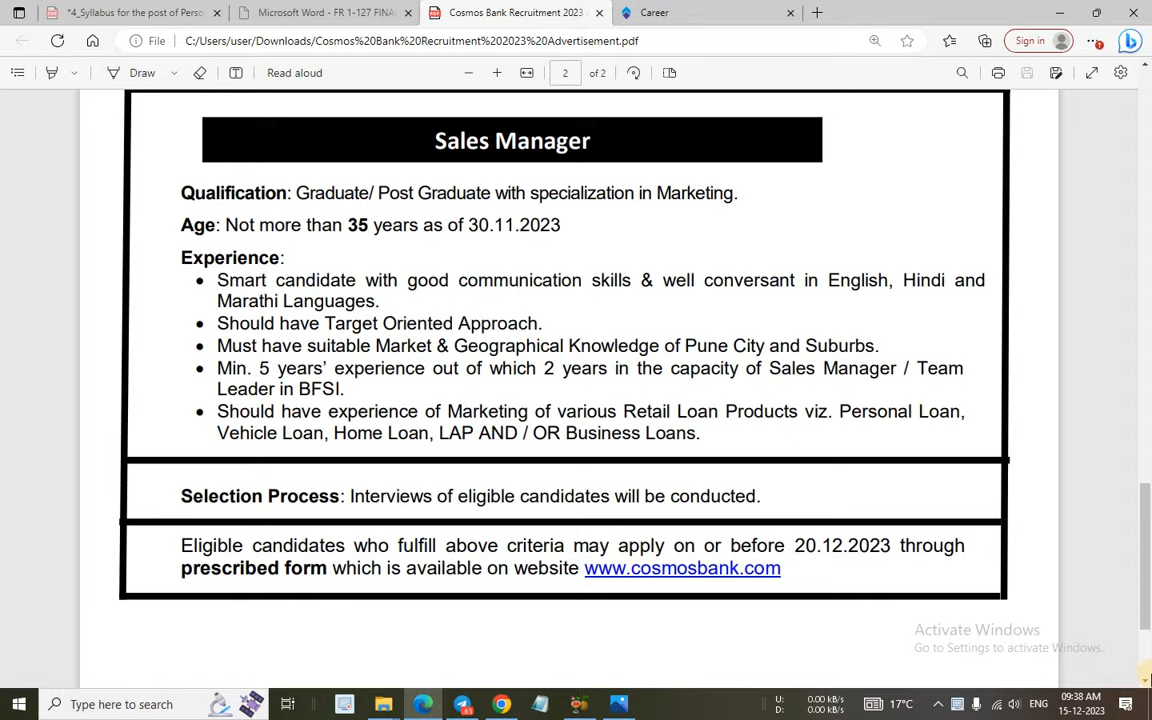 *4_Syllabus for the post of Perso
Microsoft Word - FR 1-127 FINAL
Cosmos Bank Recruitment 2023
Career
File
C:/Users/user/Downloads/Cosmos%20Bank%20Recruitment%202023%20Advertisement.pdf
Sign in
Draw
Read aloud
2 of 2
Sales Manager
Qualification: Graduate/ Post Graduate with specialization in Marketing.
Age: Not more than 35 years as of 30.11.2023
Experience:
• Smart candidate with good communication skills & well conversant in English, Hindi and
Marathi Languages.
• Should have Target Oriented Approach.
• Must have suitable Market & Geographical Knowledge of Pune City and Suburbs.
• Min. 5 years' experience out of which 2 years in the capacity of Sales Manager / Team
Leader in BFSI.
• Should have experience of Marketing of various Retail Loan Products viz. Personal Loan,
Vehicle Loan, Home Loan, LAP AND / OR Business Loans.
Selection Process: Interviews of eligible candidates will be conducted.
Eligible candidates who fulfill above criteria may apply on or before 20.12.2023 through
prescribed form which is available on website www.cosmosbank.com
Activate Windows
Go to Settings to activate Windows.
Type here to search
U: 0.00 kB/s
D: 0.00 kB/s
17°C
ENG
09:38 AM
15-12-2023